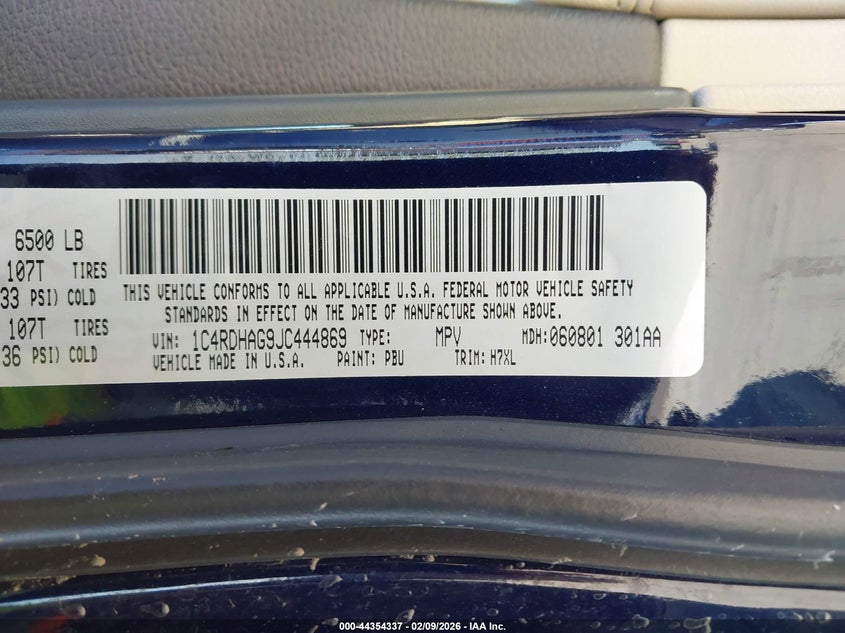 6500 LB
107T TIRES
33 PSI) COLD
107T TIRES
36 PSI) COLD
THIS VEHICLE CONFORMS TO ALL APPLICABLE U.S.A. FEDERAL MOTOR VEHICLE SAFETY
STANDARDS IN EFFECT ON THE DATE OF MANUFACTURE SHOWN ABOVE.
VIN: 1C4RDHAG9JC444869 TYPE: MPV MDH:060801 301AA
VEHICLE MADE IN U.S.A. PAINT: PBU TRIM: H7XL
000-44354337 - 02/09/2026 - IAA Inc.